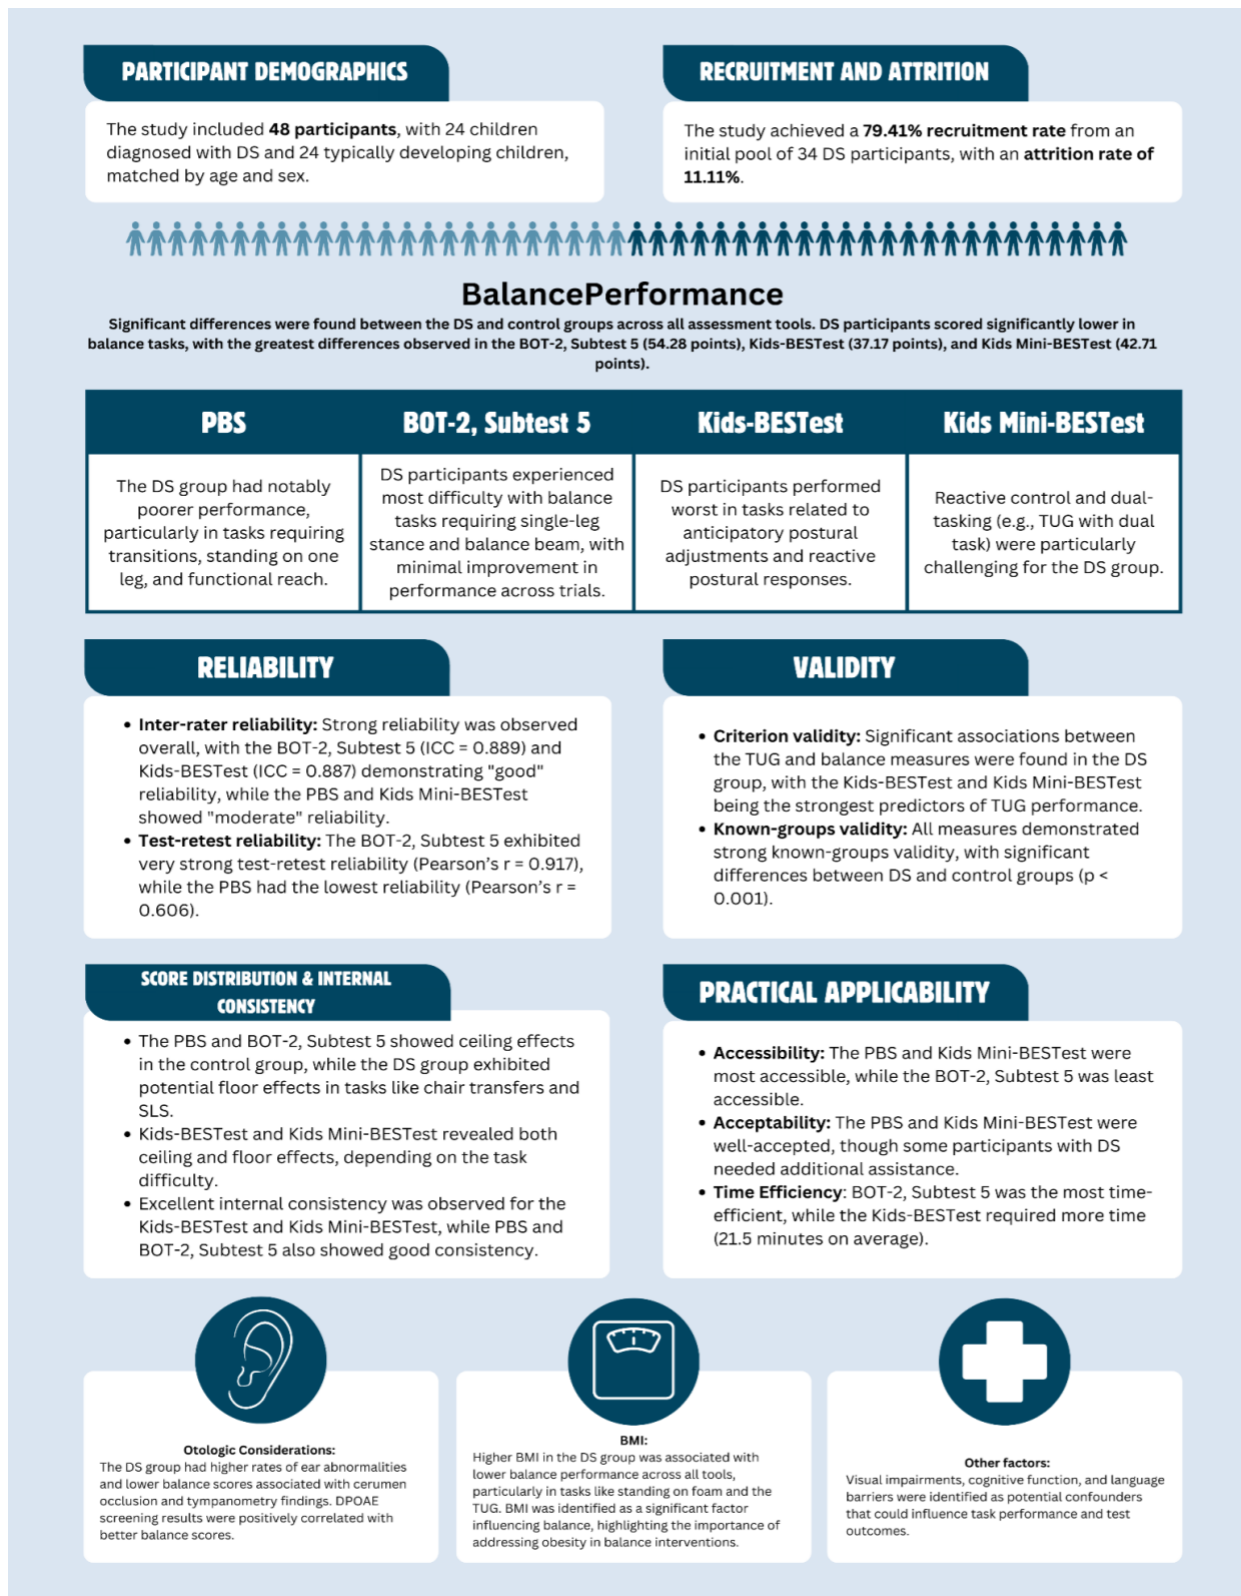 PARTICIPANT DEMOGRAPHICS
The study included 48 participants, with 24 children
diagnosed with DS and 24 typically developing children,
matched by age and sex.
RECRUITMENT AND ATTRITION
The study achieved a 79.41% recruitment rate from an
initial pool of 34 DS participants, with an attrition rate of
11.11%.
BalancePerformance
Significant differences were found between the DS and control groups across all assessment tools. DS participants scored significantly lower in
balance tasks, with the greatest differences observed in the BOT-2, Subtest 5 (54.28 points), Kids-BESTest (37.17 points), and Kids Mini-BESTest (42.71
points).
PBS
The DS group had notably
poorer performance,
particularly in tasks requiring
transitions, standing on one
leg, and functional reach.
BOT-2, Subtest 5
DS participants experienced
most difficulty with balance
tasks requiring single-leg
stance and balance beam, with
minimal improvement in
performance across trials.
Kids-BESTest
DS participants performed
worst in tasks related to
anticipatory postural
adjustments and reactive
postural responses.
Kids Mini-BESTest
Reactive control and dual-
tasking (e.g., TUG with dual
task) were particularly
challenging for the DS group.
RELIABILITY
• Inter-rater reliability: Strong reliability was observed
overall, with the BOT-2, Subtest 5 (ICC = 0.889) and
Kids-BESTest (ICC = 0.887) demonstrating "good"
reliability, while the PBS and Kids Mini-BESTest
showed "moderate" reliability.
• Test-retest reliability: The BOT-2, Subtest 5 exhibited
very strong test-retest reliability (Pearson’s r = 0.917),
while the PBS had the lowest reliability (Pearson’s r =
0.606).
VALIDITY
• Criterion validity: Significant associations between
the TUG and balance measures were found in the DS
group, with the Kids-BESTest and Kids Mini-BESTest
being the strongest predictors of TUG performance.
• Known-groups validity: All measures demonstrated
strong known-groups validity, with significant
differences between DS and control groups (p <
0.001).
SCORE DISTRIBUTION & INTERNAL
CONSISTENCY
• The PBS and BOT-2, Subtest 5 showed ceiling effects
in the control group, while the DS group exhibited
potential floor effects in tasks like chair transfers and
SLS.
• Kids-BESTest and Kids Mini-BESTest revealed both
ceiling and floor effects, depending on the task
difficulty.
• Excellent internal consistency was observed for the
Kids-BESTest and Kids Mini-BESTest, while PBS and
BOT-2, Subtest 5 also showed good consistency.
PRACTICAL APPLICABILITY
• Accessibility: The PBS and Kids Mini-BESTest were
most accessible, while the BOT-2, Subtest 5 was least
accessible.
• Acceptability: The PBS and Kids Mini-BESTest were
well-accepted, though some participants with DS
needed additional assistance.
• Time Efficiency: BOT-2, Subtest 5 was the most time-
efficient, while the Kids-BESTest required more time
(21.5 minutes on average).
Otologic Considerations:
The DS group had higher rates of ear abnormalities
and lower balance scores associated with cerumen
occlusion and tympanometry findings. DPOAE
screening results were positively correlated with
better balance scores.
BMI:
Higher BMI in the DS group was associated with
lower balance performance across all tools,
particularly in tasks like standing on foam and the
TUG. BMI was identified as a significant factor
influencing balance, highlighting the importance of
addressing obesity in balance interventions.
Other factors:
Visual impairments, cognitive function, and language
barriers were identified as potential confounders
that could influence task performance and test
outcomes.